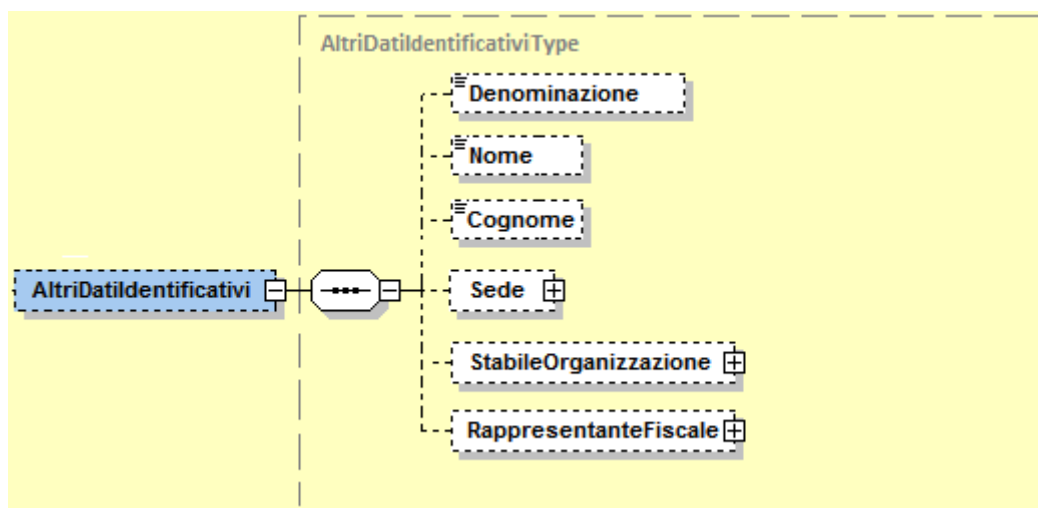 AltriDatiIdentificativiType
Denominazione
Nome
Cognome
AltriDatiIdentificativi
Sede
StabileOrganizzazione
RappresentanteFiscale